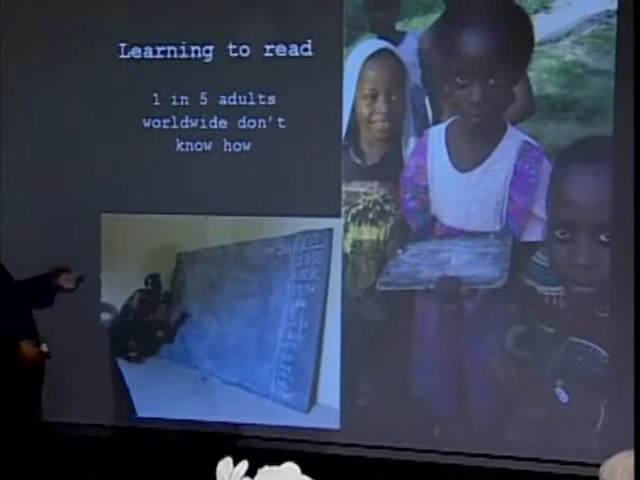 Learning to read
1 in 5 adults
worldwide don't
know how